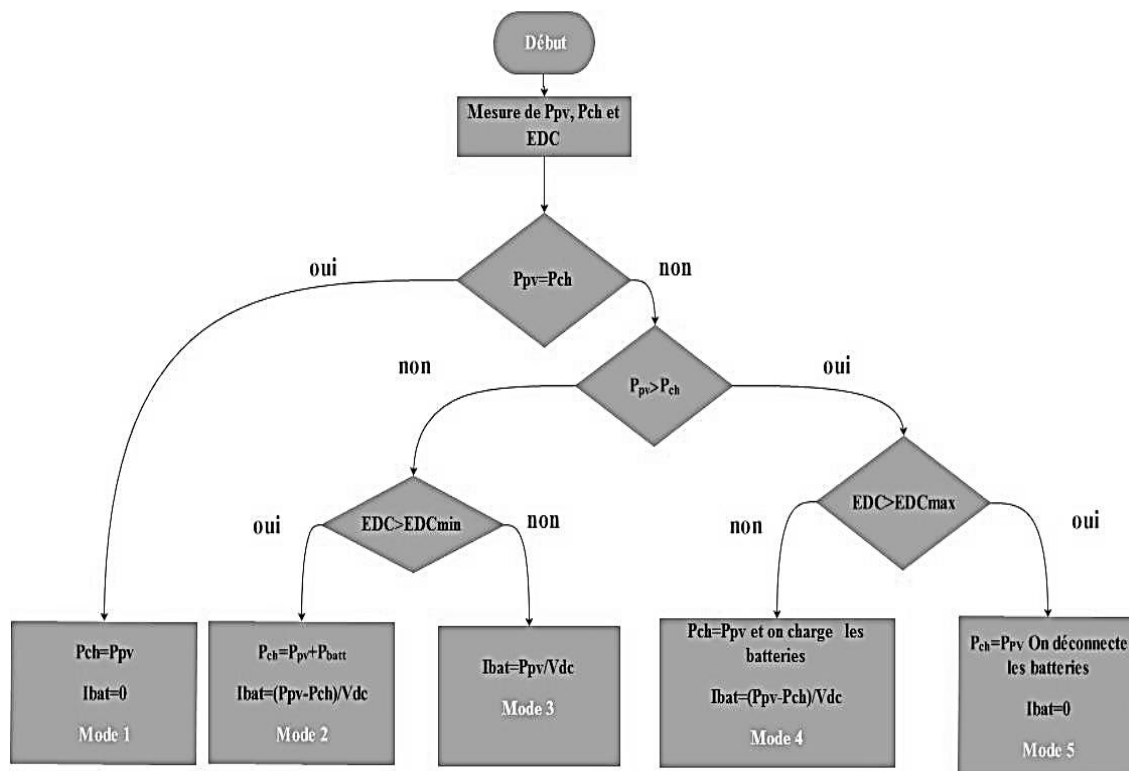 Début
Mesure de Ppv, Pch et
EDC
Ppv=Pch
oui
non
Ppv>Pch
non
oui
EDC>EDCmin
oui
non
EDC>EDCmax
non
oui
Pch=Ppv
Ibat=0
Mode 1
Pch=Ppv+Pbatt
Ibat=(Ppv-Pch)/Vdc
Mode 2
Ibat=Ppv/Vdc
Mode 3
Pch=Ppv et on charge les
batteries
Ibat=(Ppv-Pch)/Vdc
Mode 4
Pch=PPV On déconnecte
les batteries
Ibat=0
Mode 5